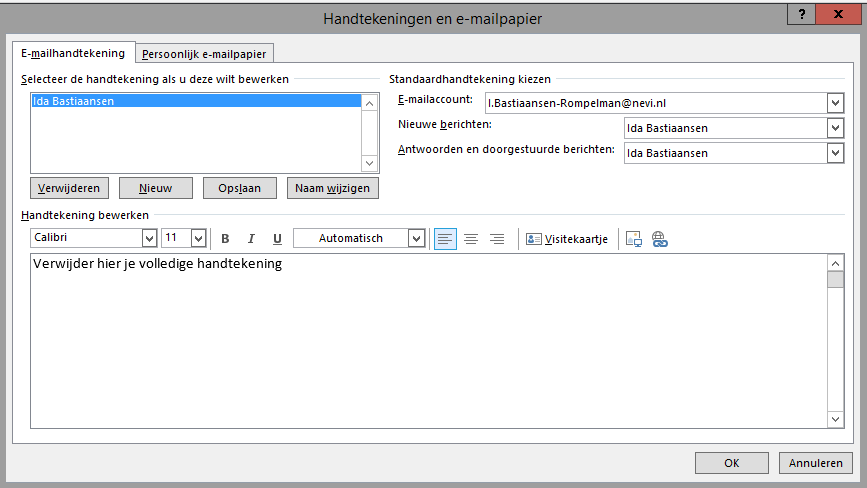 Handtekeningen en e-mailpapier
?
x
E-mailhandtekening
Persoonlijk e-mailpapier
Selecteer de handtekening als u deze wilt bewerken
Ida Bastiaansen
Verwijderen
Nieuw
Opslaan
Naam wijzigen
Standaardhandtekening kiezen
E-mailaccount:
I.Bastiaansen-Rompelman@nevi.nl
Nieuwe berichten:
Ida Bastiaansen
Antwoorden en doorgestuurde berichten:
Ida Bastiaansen
Handtekening bewerken
Calibri
11
B
I
U
Automatisch
Visitekaartje
Verwijder hier je volledige handtekening
OK
Annuleren